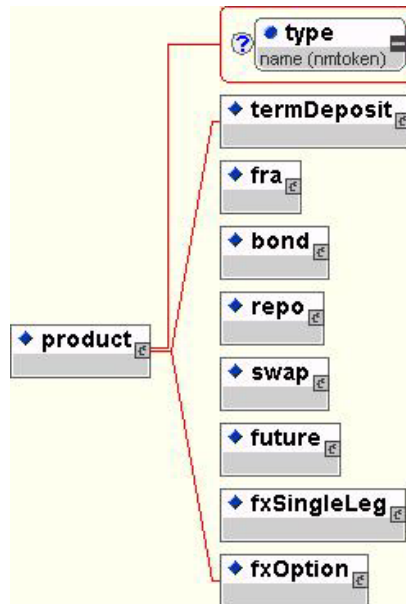 type
name (nmtoken)
termDeposit
fra
bond
repo
product
swap
future
fxSingleLeg
fxOption